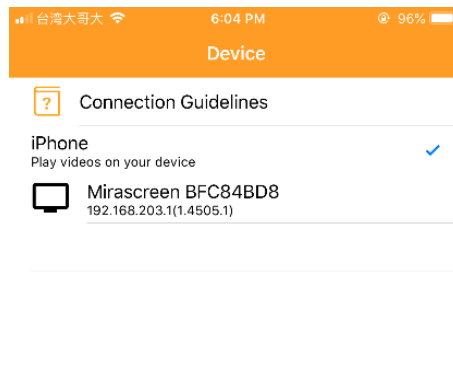 台湾大哥大 6:04 PM 96%
Device
? Connection Guidelines
iPhone
Play videos on your device
Mirascreen BFC84BD8
192.168.203.1(1.4505.1)